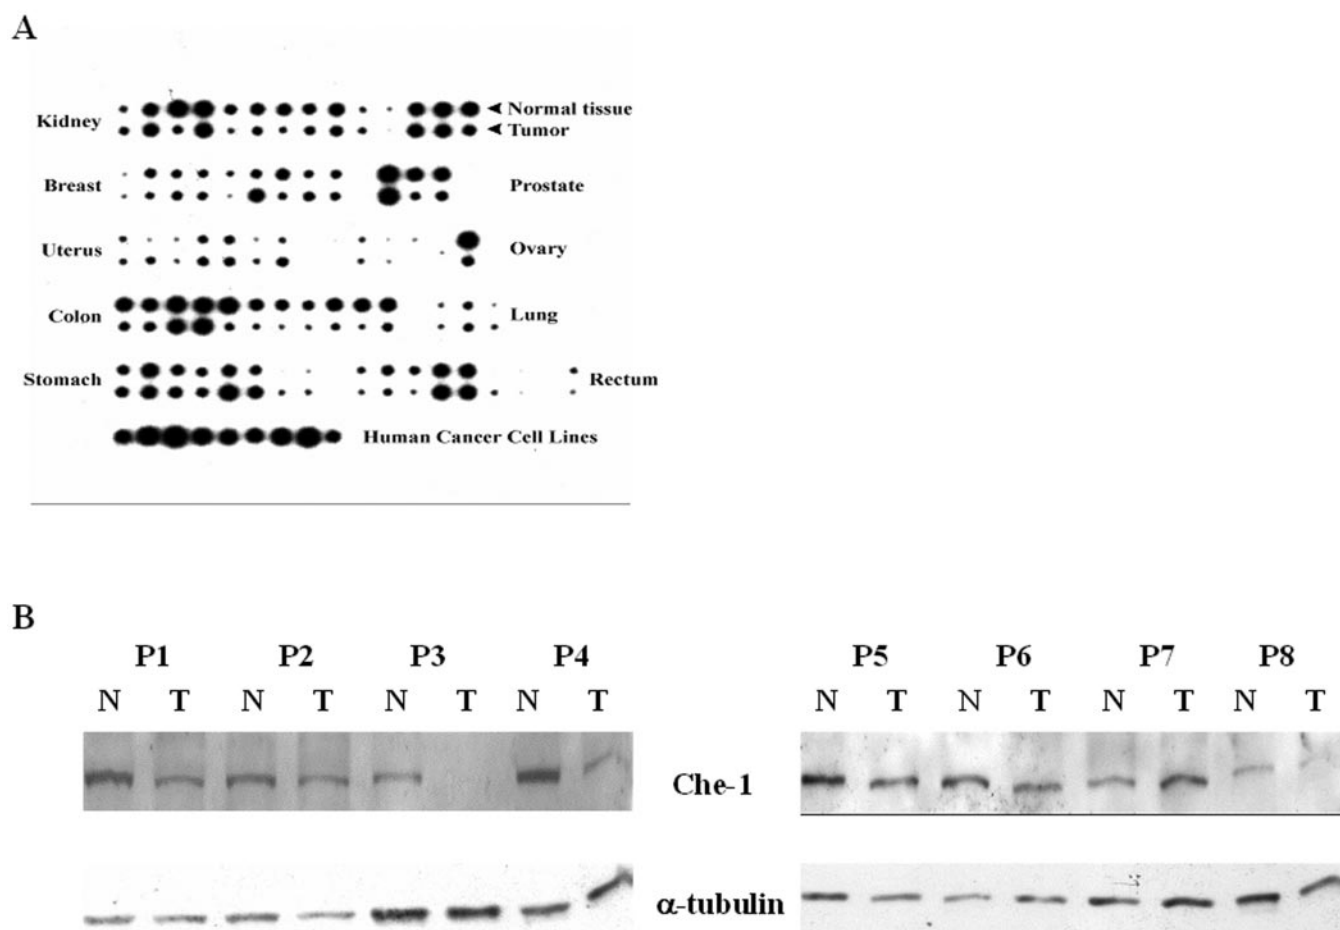 A
Kidney
Normal tissue
Tumor
Breast
Prostate
Uterus
Ovary
Colon
Lung
Stomach
Rectum
Human Cancer Cell Lines
B
P1 P2 P3 P4 P5 P6 P7 P8
N T N T N T N T N T N T N T N T
Che-1
α-tubulin